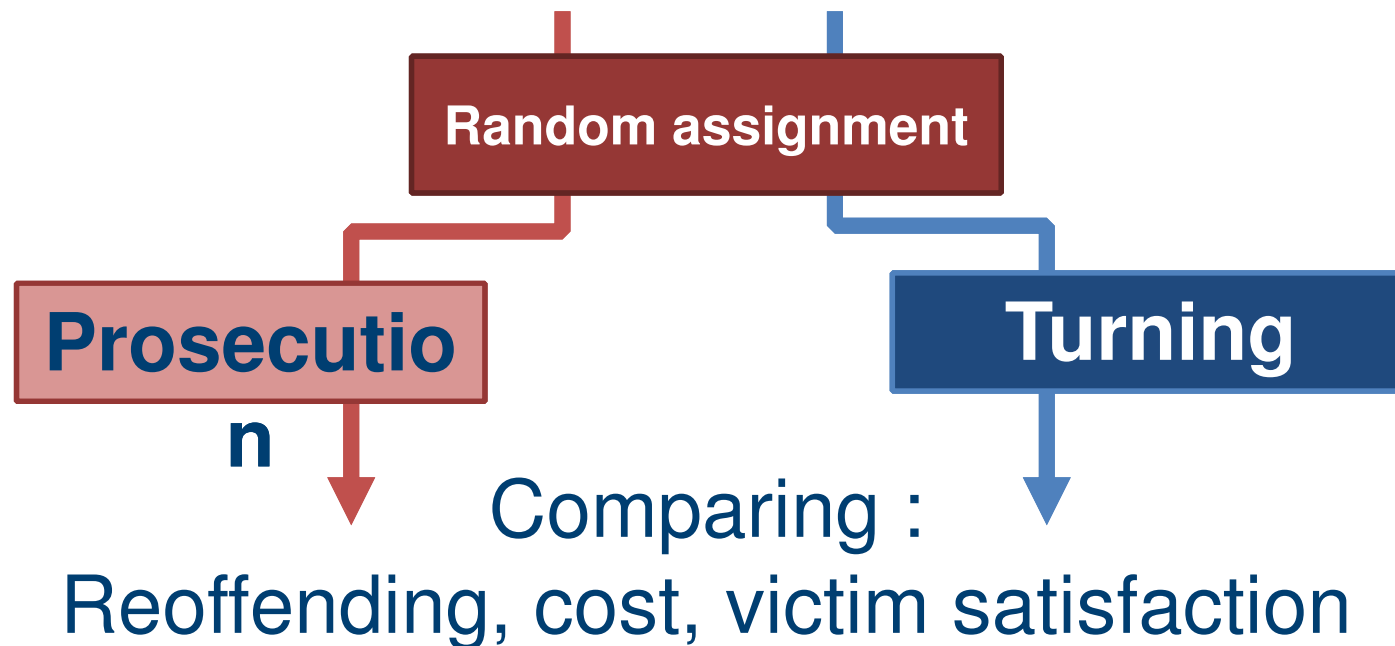 Random assignment
Prosecutio
n
Turning
Comparing :
Reoffending, cost, victim satisfaction